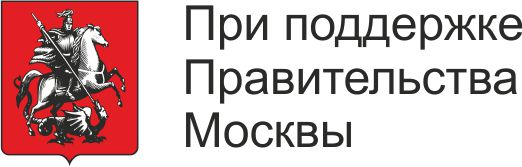 При поддержке
Правительства
Москвы